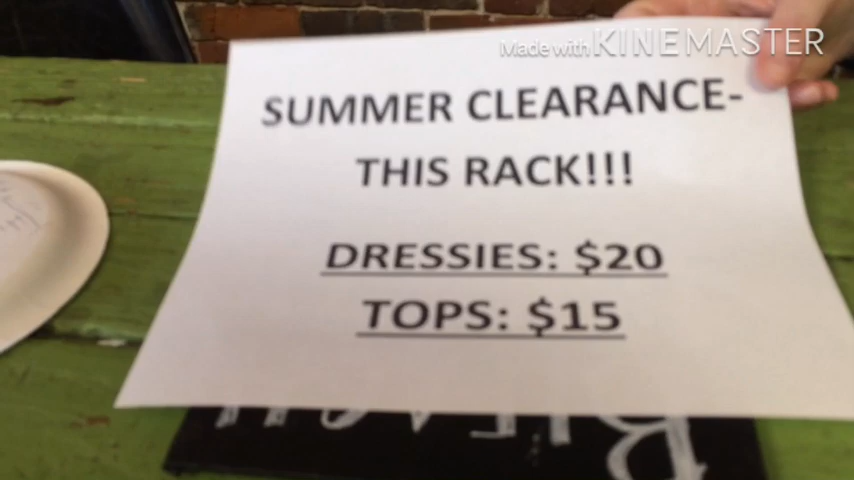 Made with KINEMASTER
SUMMER CLEARANCE-
THIS RACK!!!
DRESSIES: $20
TOPS: $15